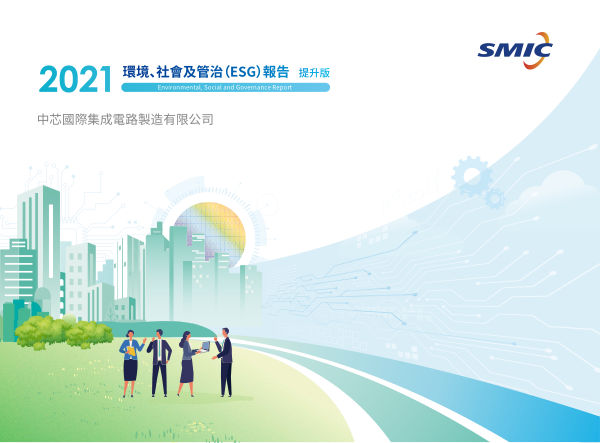 SMIC
2021 環境、社會及管治（ESG）報告 提升版
Environmental, Social and Governance Report
中芯國際集成電路製造有限公司